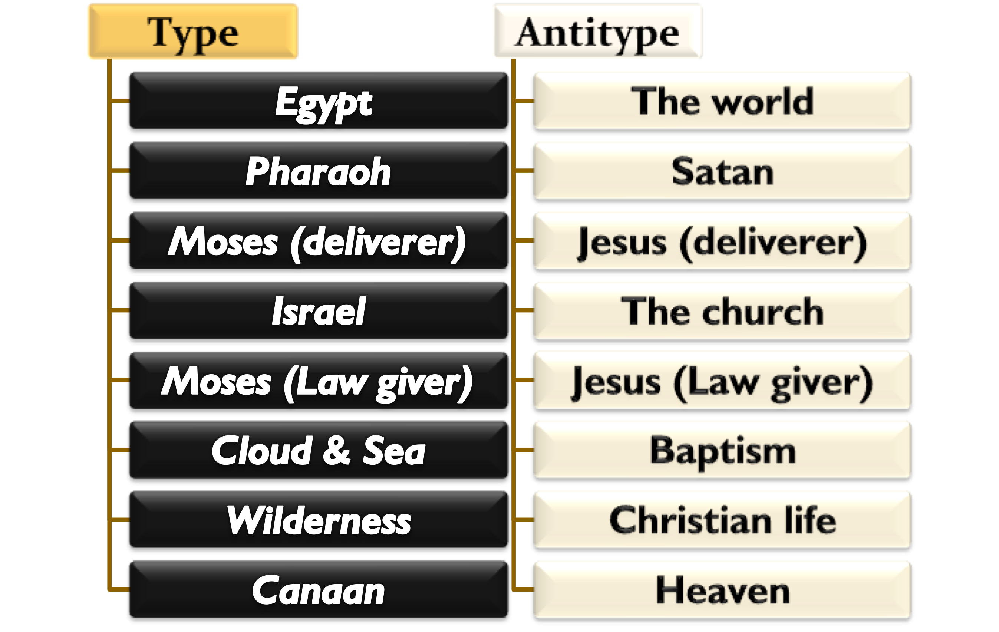 Type
Antitype
Egypt
The world
Pharaoh
Satan
Moses (deliverer)
Jesus (deliverer)
Israel
The church
Moses (Law giver)
Jesus (Law giver)
Cloud & Sea
Baptism
Wilderness
Christian life
Canaan
Heaven